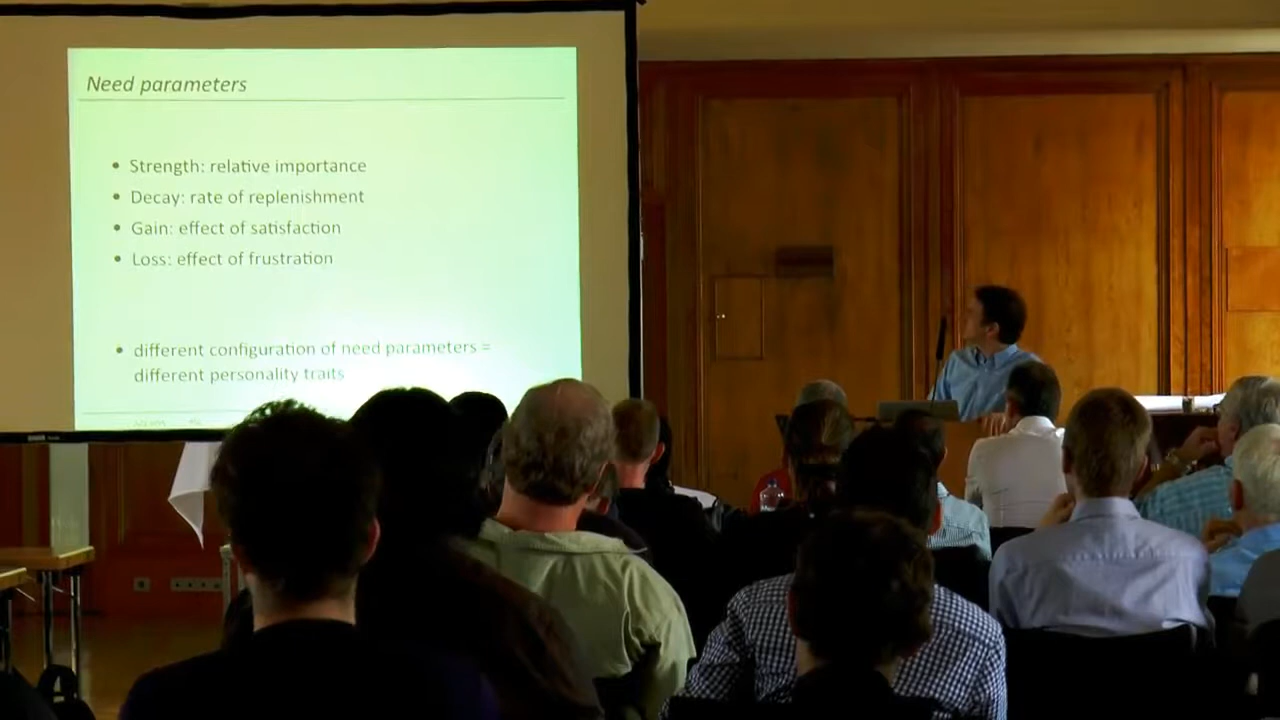 Need parameters
• Strength: relative importance
• Decay: rate of replenishment
• Gain: effect of satisfaction
• Loss: effect of frustration
• different configuration of need parameters =
different personality traits